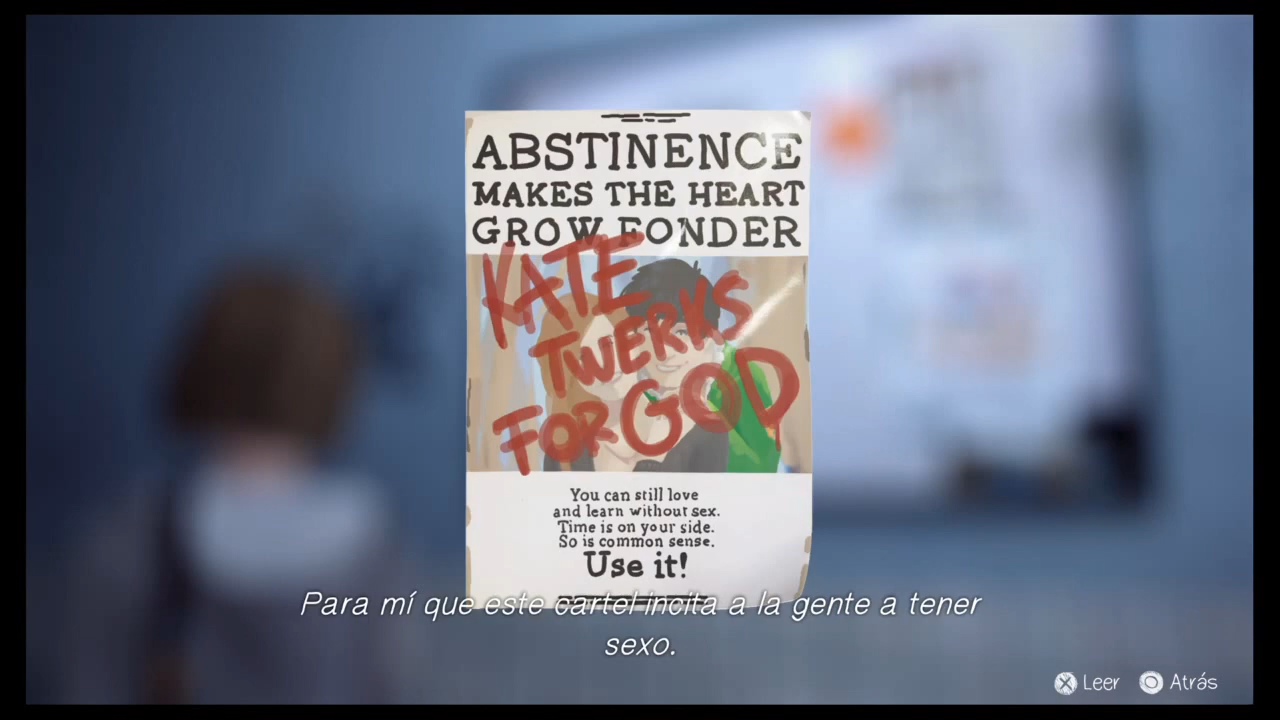 ABSTINENCE
MAKES THE HEART
GROW FONDER
KATE
TWERKS
FOR GOD
You can still love
and learn without sex.
Time is on your side.
So is common sense.
Use it!
Para mí que este cartel incita a la gente a tener
sexo.
Leer
Atrás